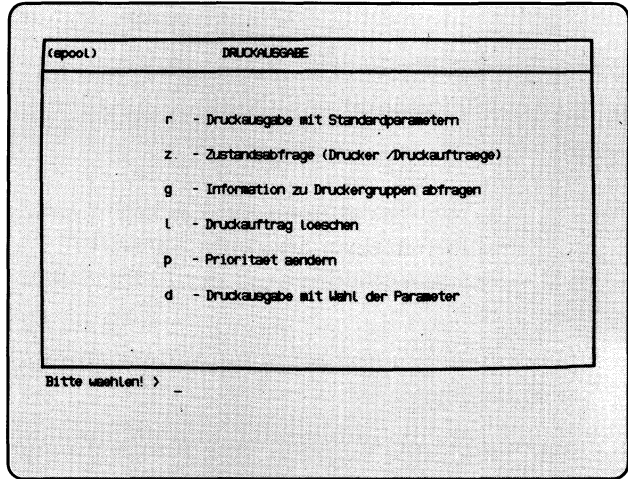 (spool) DRUCKAUSGABE
r - Druckausgabe mit Standardparametern
z - Zustandsabfrage (Drucker /Druckauftraege)
g - Information zu Druckergruppen abfragen
l - Druckauftrag loeschen
p - Prioritaet aendern
d - Druckausgabe mit Wahl der Parameter
Bitte waehlen! > _